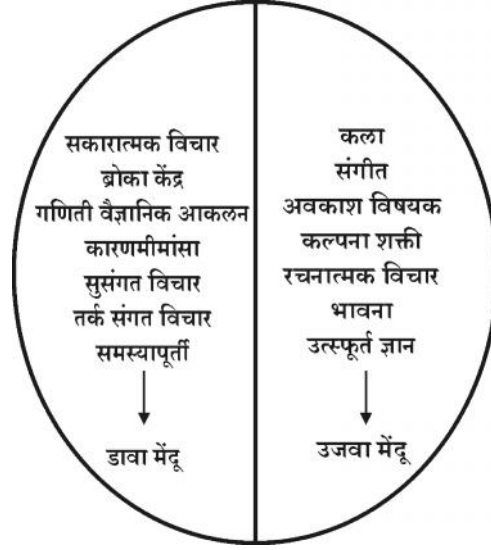 सकारात्मक विचार
ब्रोका केंद्र
गणिती वैज्ञानिक आकलन
कारणमीमांसा
सुसंगत विचार
तर्क संगत विचार
समस्यापूर्ती
डावा मेंदू
कला
संगीत
अवकाश विषयक
कल्पना शक्ती
रचनात्मक विचार
भावना
उत्स्फूर्त ज्ञान
उजवा मेंदू